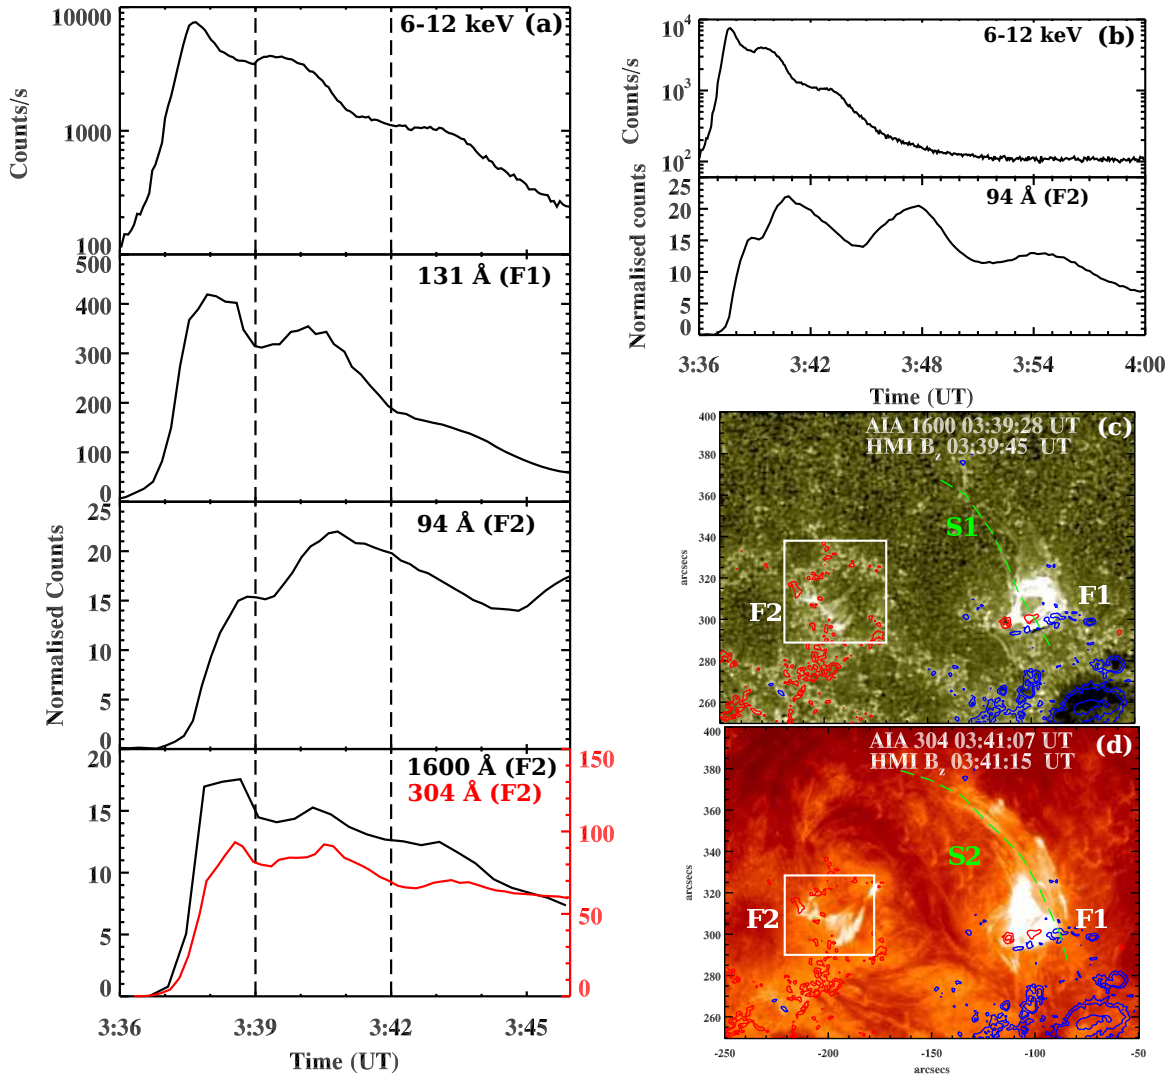 6-12 keV (a)
10000
1000
100
Counts/s
131 Å (F1)
500
400
300
200
100
0
94 Å (F2)
25
20
15
10
5
0
Normalised Counts
1600 Å (F2)
304 Å (F2)
20
15
10
5
0
150
100
50
0
3:36
3:39
3:42
3:45
Time (UT)
6-12 keV (b)
10^4
10^3
10^2
Counts/s
94 Å (F2)
25
20
15
10
5
0
Normalised counts
3:36
3:42
3:48
3:54
4:00
Time (UT)
AIA 1600 03:39:28 UT (c)
HMI B_z 03:39:45 UT
400
380
360
340
320
300
280
260
arcsecs
S1
F2
F1
AIA 304 03:41:07 UT (d)
HMI B_z 03:41:15 UT
400
380
360
340
320
300
280
260
arcsecs
S2
F2
F1
-250
-200
-150
-100
-50
arcsecs